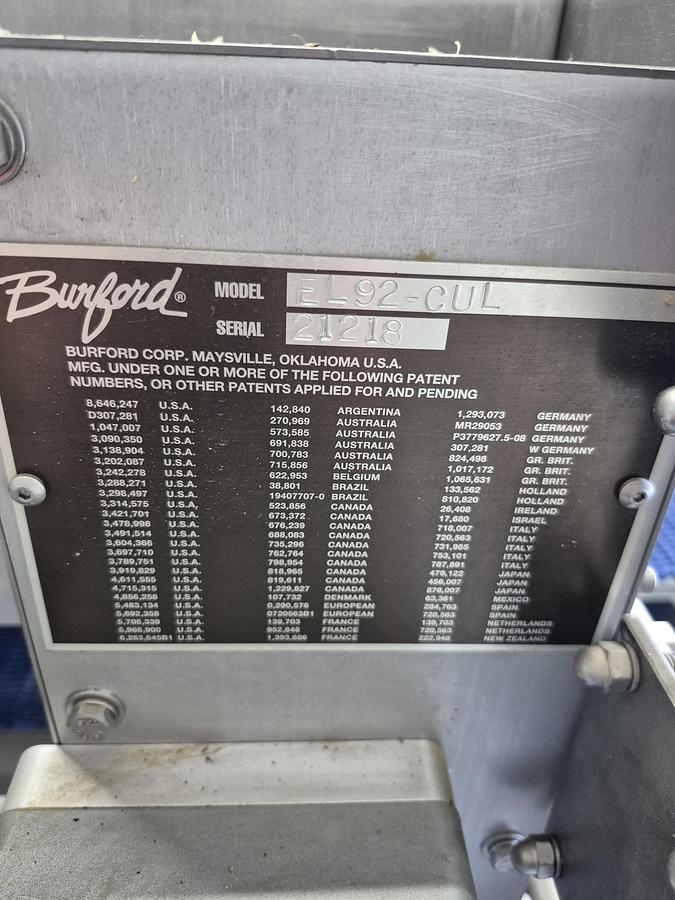 Burford®
MODEL EL92-CUL
SERIAL 21218
BURFORD CORP. MAYSVILLE, OKLAHOMA U.S.A.
MFG. UNDER ONE OR MORE OF THE FOLLOWING PATENT
NUMBERS, OR OTHER PATENTS APPLIED FOR AND PENDING
8,646,247 U.S.A.
D307,281 U.S.A.
1,047,007 U.S.A.
3,090,350 U.S.A.
3,138,904 U.S.A.
3,202,087 U.S.A.
3,242,278 U.S.A.
3,288,271 U.S.A.
3,298,497 U.S.A.
3,314,575 U.S.A.
3,421,701 U.S.A.
3,478,998 U.S.A.
3,491,514 U.S.A.
3,604,366 U.S.A.
3,697,710 U.S.A.
3,789,751 U.S.A.
3,919,829 U.S.A.
4,611,555 U.S.A.
4,715,315 U.S.A.
4,856,258 U.S.A.
5,483,134 U.S.A.
5,692,358 U.S.A.
5,708,339 U.S.A.
5,966,900 U.S.A.
6,263,645B1 U.S.A.
142,840 ARGENTINA
270,969 AUSTRALIA
573,585 AUSTRALIA
691,838 AUSTRALIA
700,783 AUSTRALIA
715,856 AUSTRALIA
622,953 BELGIUM
38,801 BRAZIL
19407707-0 BRAZIL
523,856 CANADA
673,372 CANADA
676,239 CANADA
688,083 CANADA
735,296 CANADA
762,764 CANADA
798,954 CANADA
818,965 CANADA
819,611 CANADA
1,229,827 CANADA
107,732 DENMARK
0,290,576 EUROPEAN
0720563B1 EUROPEAN
139,703 FRANCE
952,848 FRANCE
1,393,686 FRANCE
1,293,073 GERMANY
MR29053 GERMANY
P3779627.5-08 GERMANY
307,281 W GERMANY
824,498 GR. BRIT.
1,017,172 GR. BRIT.
1,065,631 GR. BRIT.
133,562 HOLLAND
810,826 HOLLAND
26,408 IRELAND
17,680 ISRAEL
718,007 ITALY
720,563 ITALY
731,955 ITALY
753,101 ITALY
787,891 ITALY
479,122 JAPAN
456,007 JAPAN
876,007 JAPAN
63,361 MEXICO
284,763 SPAIN
720,563 SPAIN
139,703 NETHERLANDS
720,563 NETHERLANDS
222,948 NEW ZEALAND